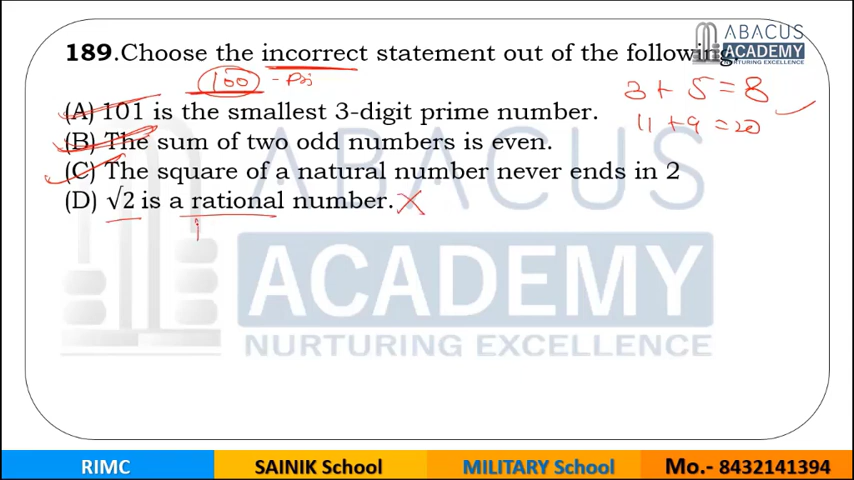 ABACUS
ACADEMY
NURTURING EXCELLENCE
189.Choose the incorrect statement out of the following.
100 -
3 + 5 = 8
(A) 101 is the smallest 3-digit prime number.
11 + 9 = 20
(B) The sum of two odd numbers is even.
(C) The square of a natural number never ends in 2
(D) √2 is a rational number.
ABACUS
ACADEMY
NURTURING EXCELLENCE
RIMC
SAINIK School
MILITARY School
Mo.- 8432141394